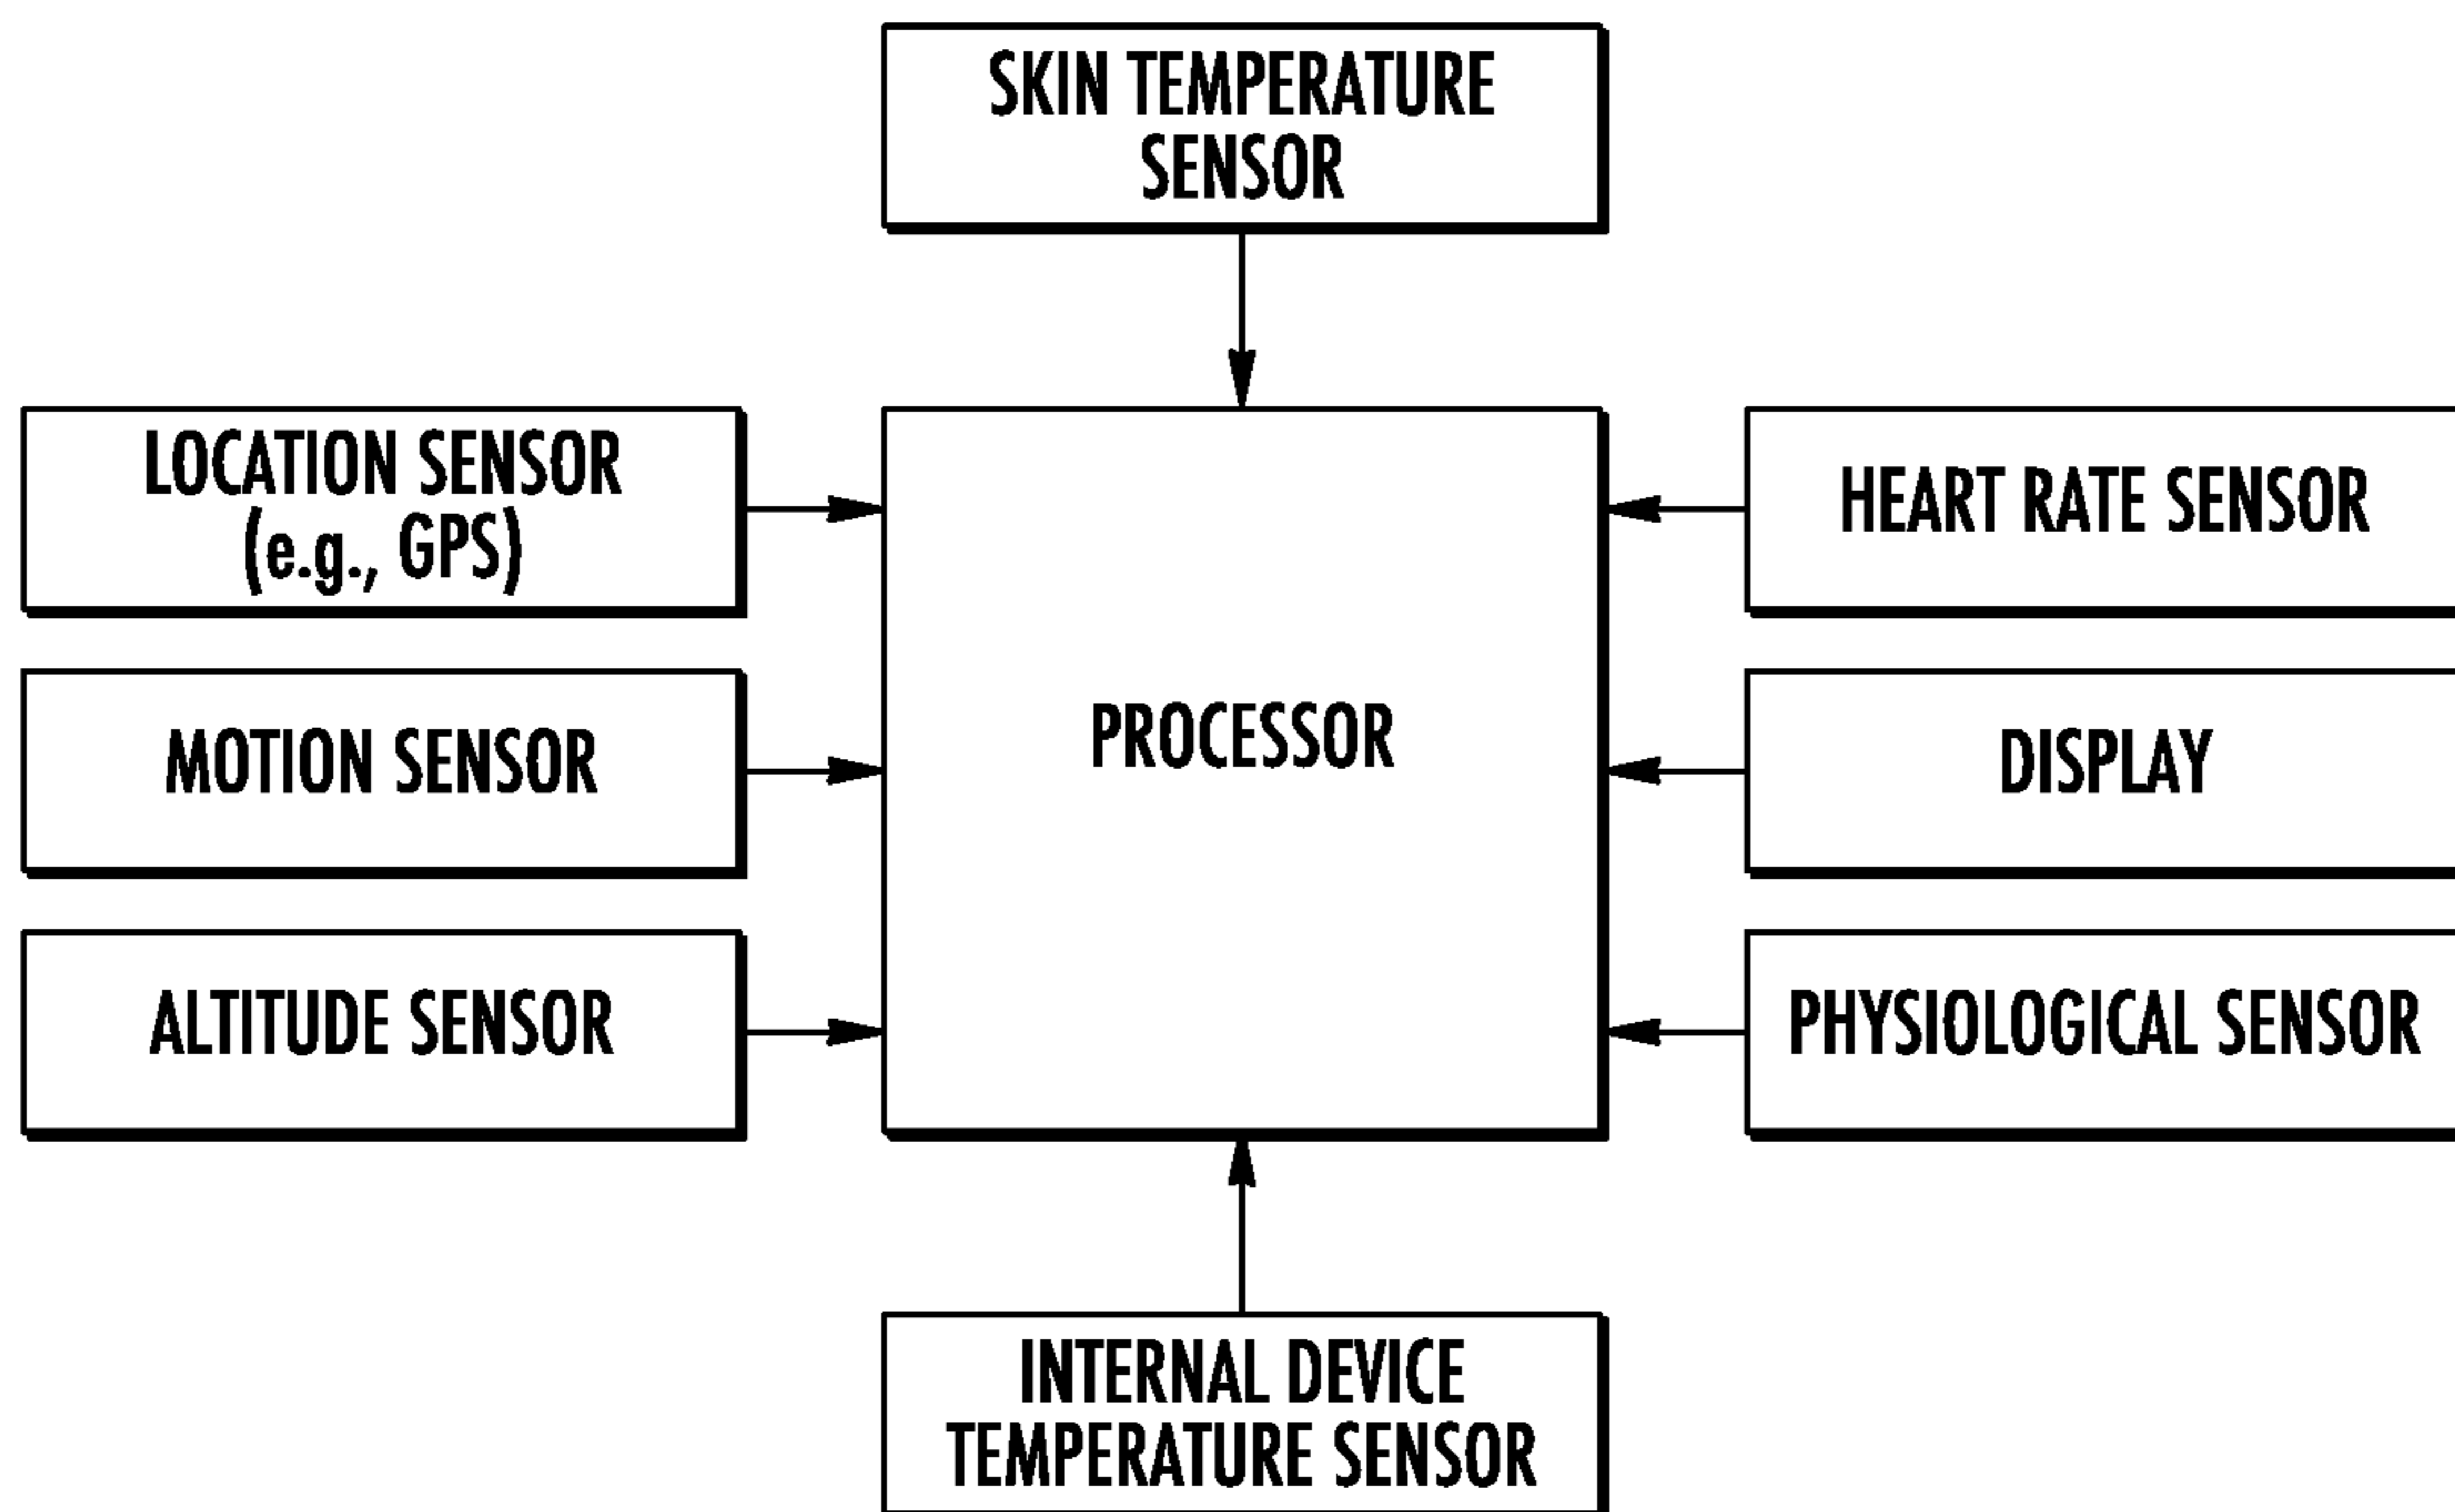 SKIN TEMPERATURE
SENSOR
LOCATION SENSOR
(e.g., GPS)
HEART RATE SENSOR
MOTION SENSOR
PROCESSOR
DISPLAY
ALTITUDE SENSOR
PHYSIOLOGICAL SENSOR
INTERNAL DEVICE
TEMPERATURE SENSOR